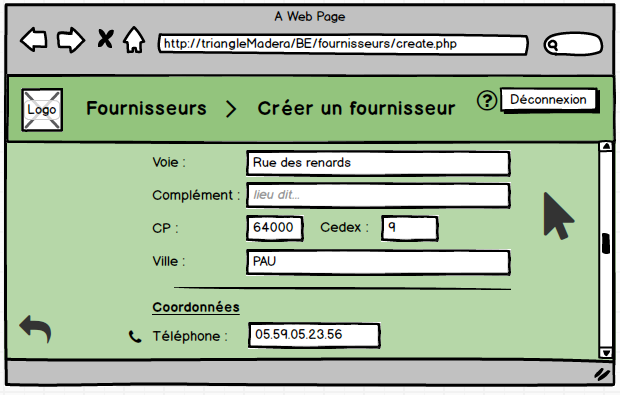 A Web Page
http://triangleMadera/BE/fournisseurs/create.php
Logo
Fournisseurs > Créer un fournisseur
?
Déconnexion
Voie : Rue des renards
Complément : lieu dit...
CP : 64000 Cedex : 9
Ville : PAU
Coordonnées
Téléphone : 05.59.05.23.56